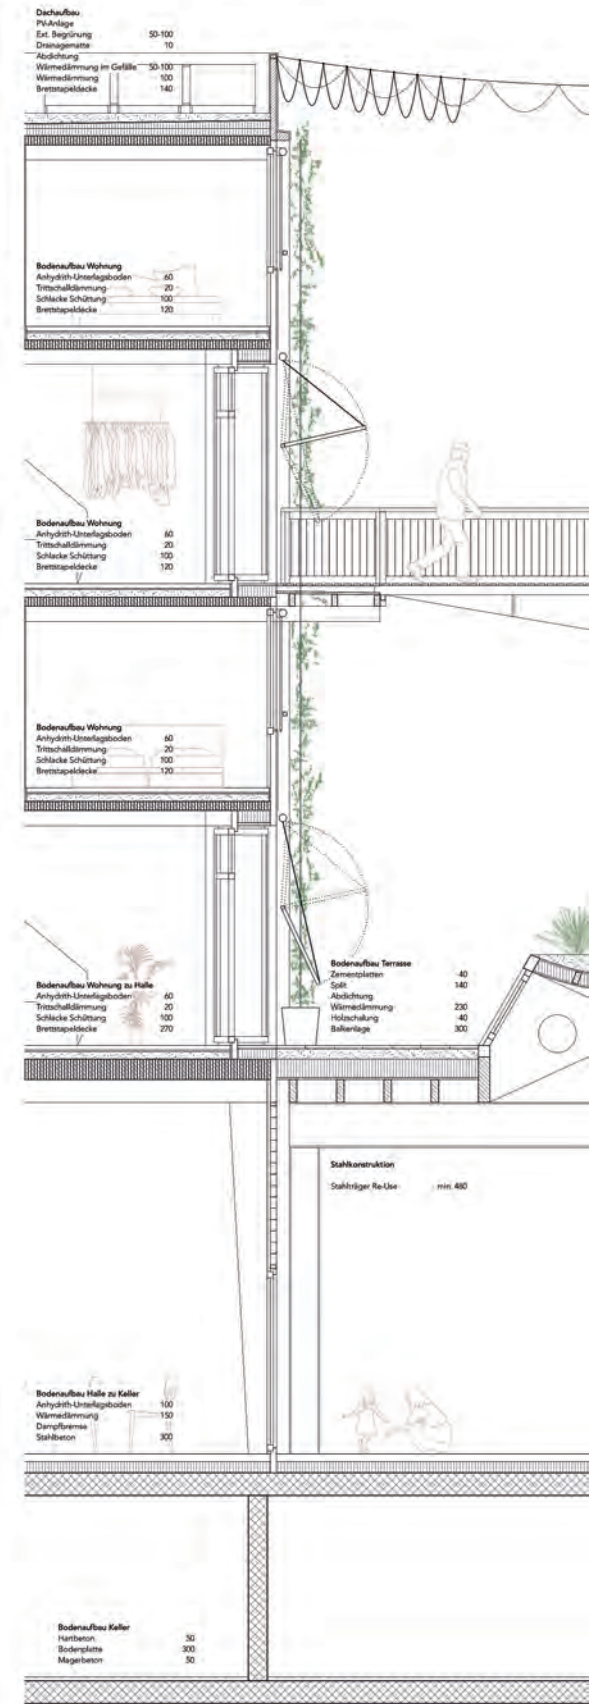 Dachaufbau
PV-Anlage
Ext. Begrünung 50-100
Drainagematte 10
Abdichtung
Wärmedämmung im Gefälle 50-100
Wärmedämmung 100
Brettstapeldecke 140
Bodenaufbau Wohnung
Anhydrith-Unterlagsboden 60
Trittschalldämmung 20
Schlacke Schüttung 100
Brettstapeldecke 120
Bodenaufbau Wohnung
Anhydrith-Unterlagsboden 60
Trittschalldämmung 20
Schlacke Schüttung 100
Brettstapeldecke 120
Bodenaufbau Wohnung
Anhydrith-Unterlagsboden 60
Trittschalldämmung 20
Schlacke Schüttung 100
Brettstapeldecke 120
Bodenaufbau Wohnung zu Halle
Anhydrith-Unterlagsboden 60
Trittschalldämmung 20
Schlacke Schüttung 100
Brettstapeldecke 270
Bodenaufbau Terrasse
Zementplatten 40
Split 140
Abdichtung
Wärmedämmung 230
Holzschalung 40
Balkenlage 300
Stahlkonstruktion
Stahlträger Re-Use min. 480
Bodenaufbau Halle zu Keller
Anhydrith-Unterlagsboden 100
Wärmedämmung 150
Dampfbremse
Stahlbeton 300
Bodenaufbau Keller
Hartbeton 50
Bodenplatte 300
Magerbeton 50